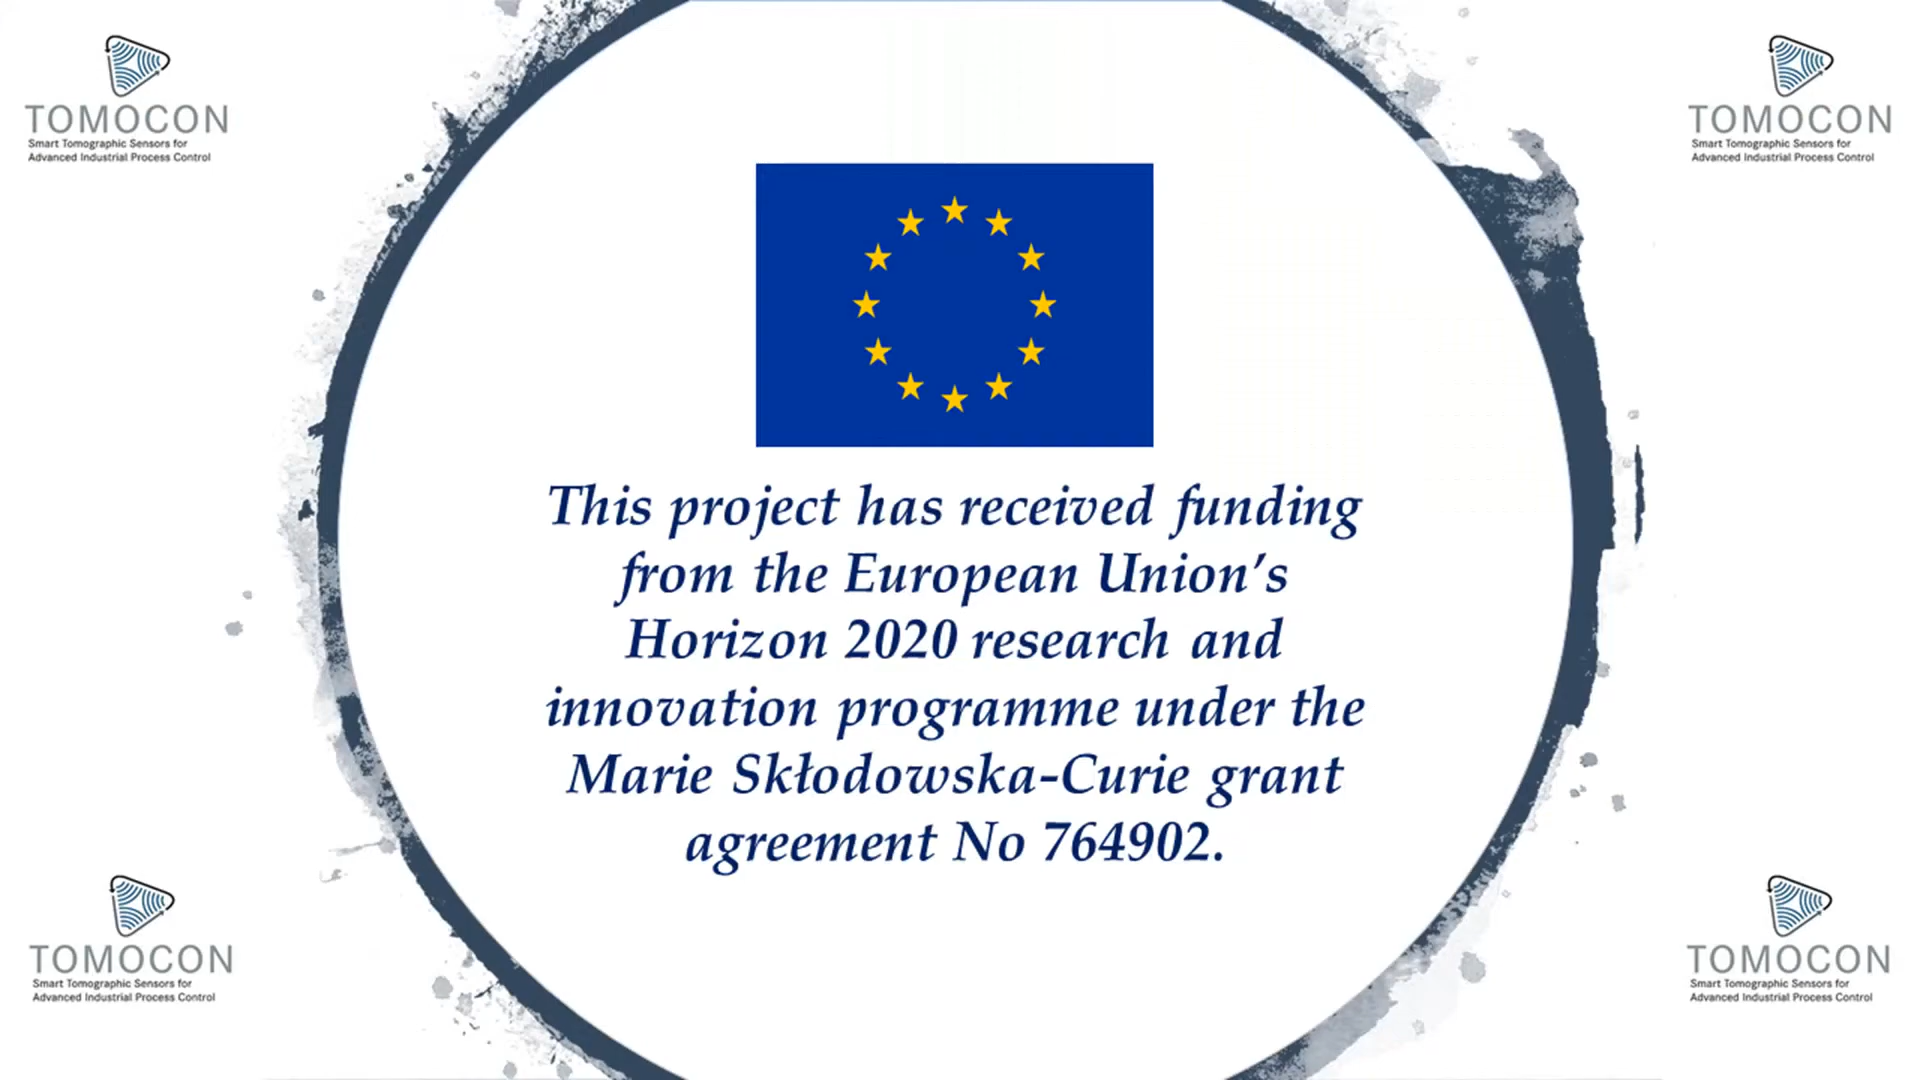 TOMOCON
Smart Tomographic Sensors for
Advanced Industrial Process Control
TOMOCON
Smart Tomographic Sensors for
Advanced Industrial Process Control
This project has received funding
from the European Union’s
Horizon 2020 research and
innovation programme under the
Marie Skłodowska-Curie grant
agreement No 764902.
TOMOCON
Smart Tomographic Sensors for
Advanced Industrial Process Control
TOMOCON
Smart Tomographic Sensors for
Advanced Industrial Process Control